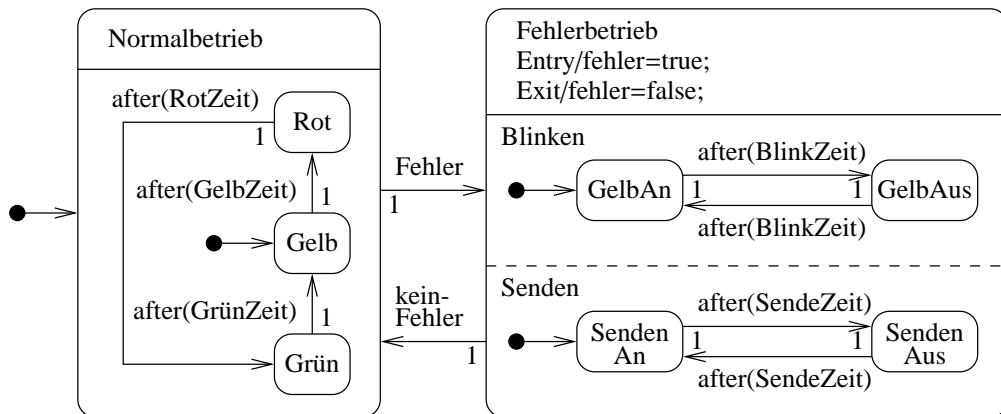 Normalbetrieb
after(RotZeit)
1
Rot
after(GelbZeit)
1
Gelb
after(GrünZeit)
1
Grün
Fehler
1
kein-
Fehler
1
Fehlerbetrieb
Entry/fehler=true;
Exit/fehler=false;
Blinken
after(BlinkZeit)
GelbAn
1
1
GelbAus
after(BlinkZeit)
Senden
after(SendeZeit)
Senden
An
1
1
Senden
Aus
after(SendeZeit)